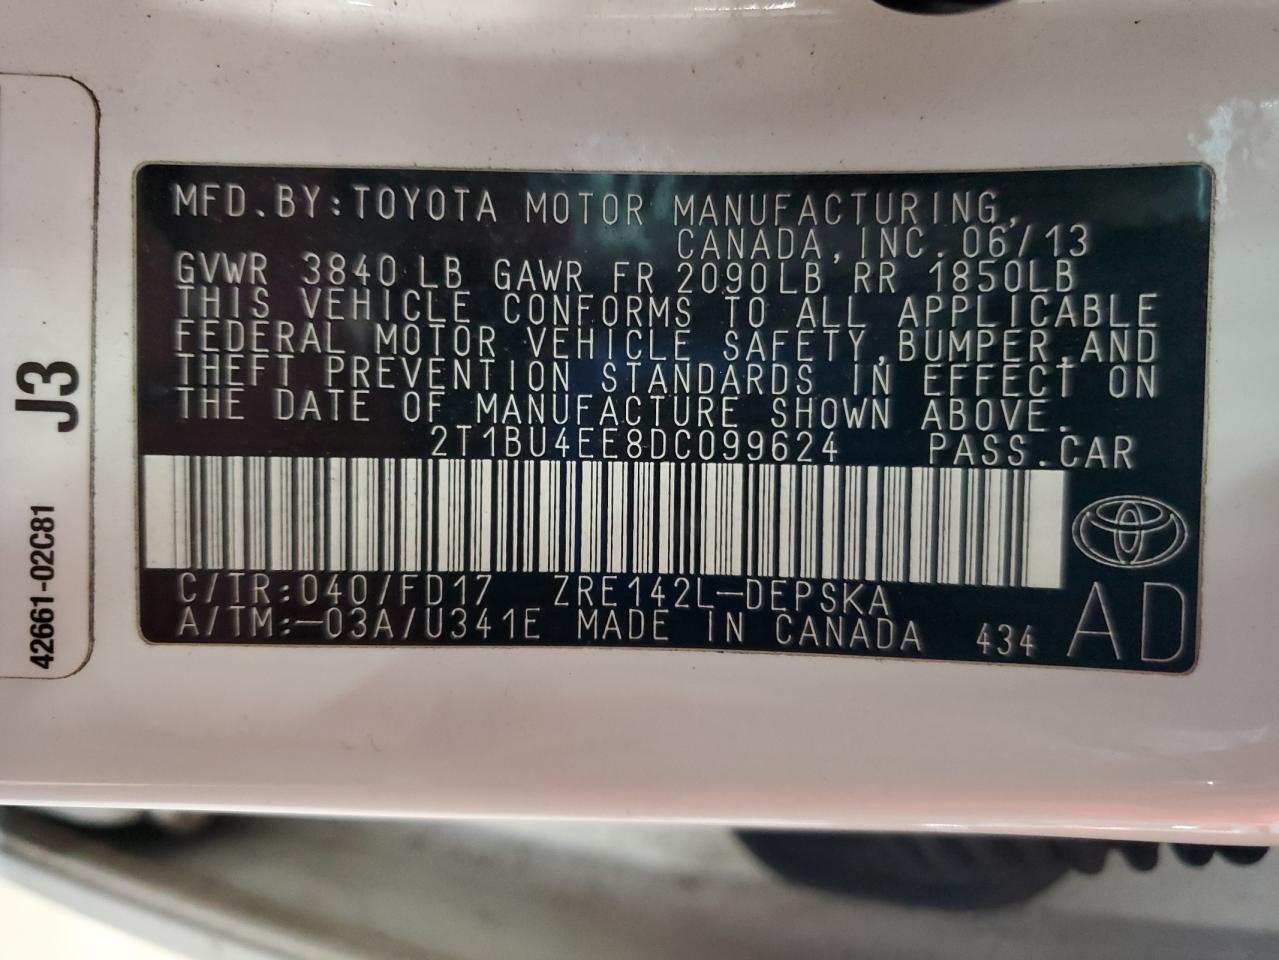 MFD.BY:TOYOTA MOTOR MANUFACTURING,
CANADA,INC.06/13
GVWR 3840LB GAWR FR 2090LB RR 1850LB
THIS VEHICLE CONFORMS TO ALL APPLICABLE
FEDERAL MOTOR VEHICLE SAFETY,BUMPER,AND
THEFT PREVENTION STANDARDS IN EFFECT ON
THE DATE OF MANUFACTURE SHOWN ABOVE.
2T1BU4EE8DC099624 PASS.CAR
C/TR:040/FD17 ZRE142L-DEPSKA
A/TM:-03A/U341E MADE IN CANADA 434
AD
J3
42661-02C81